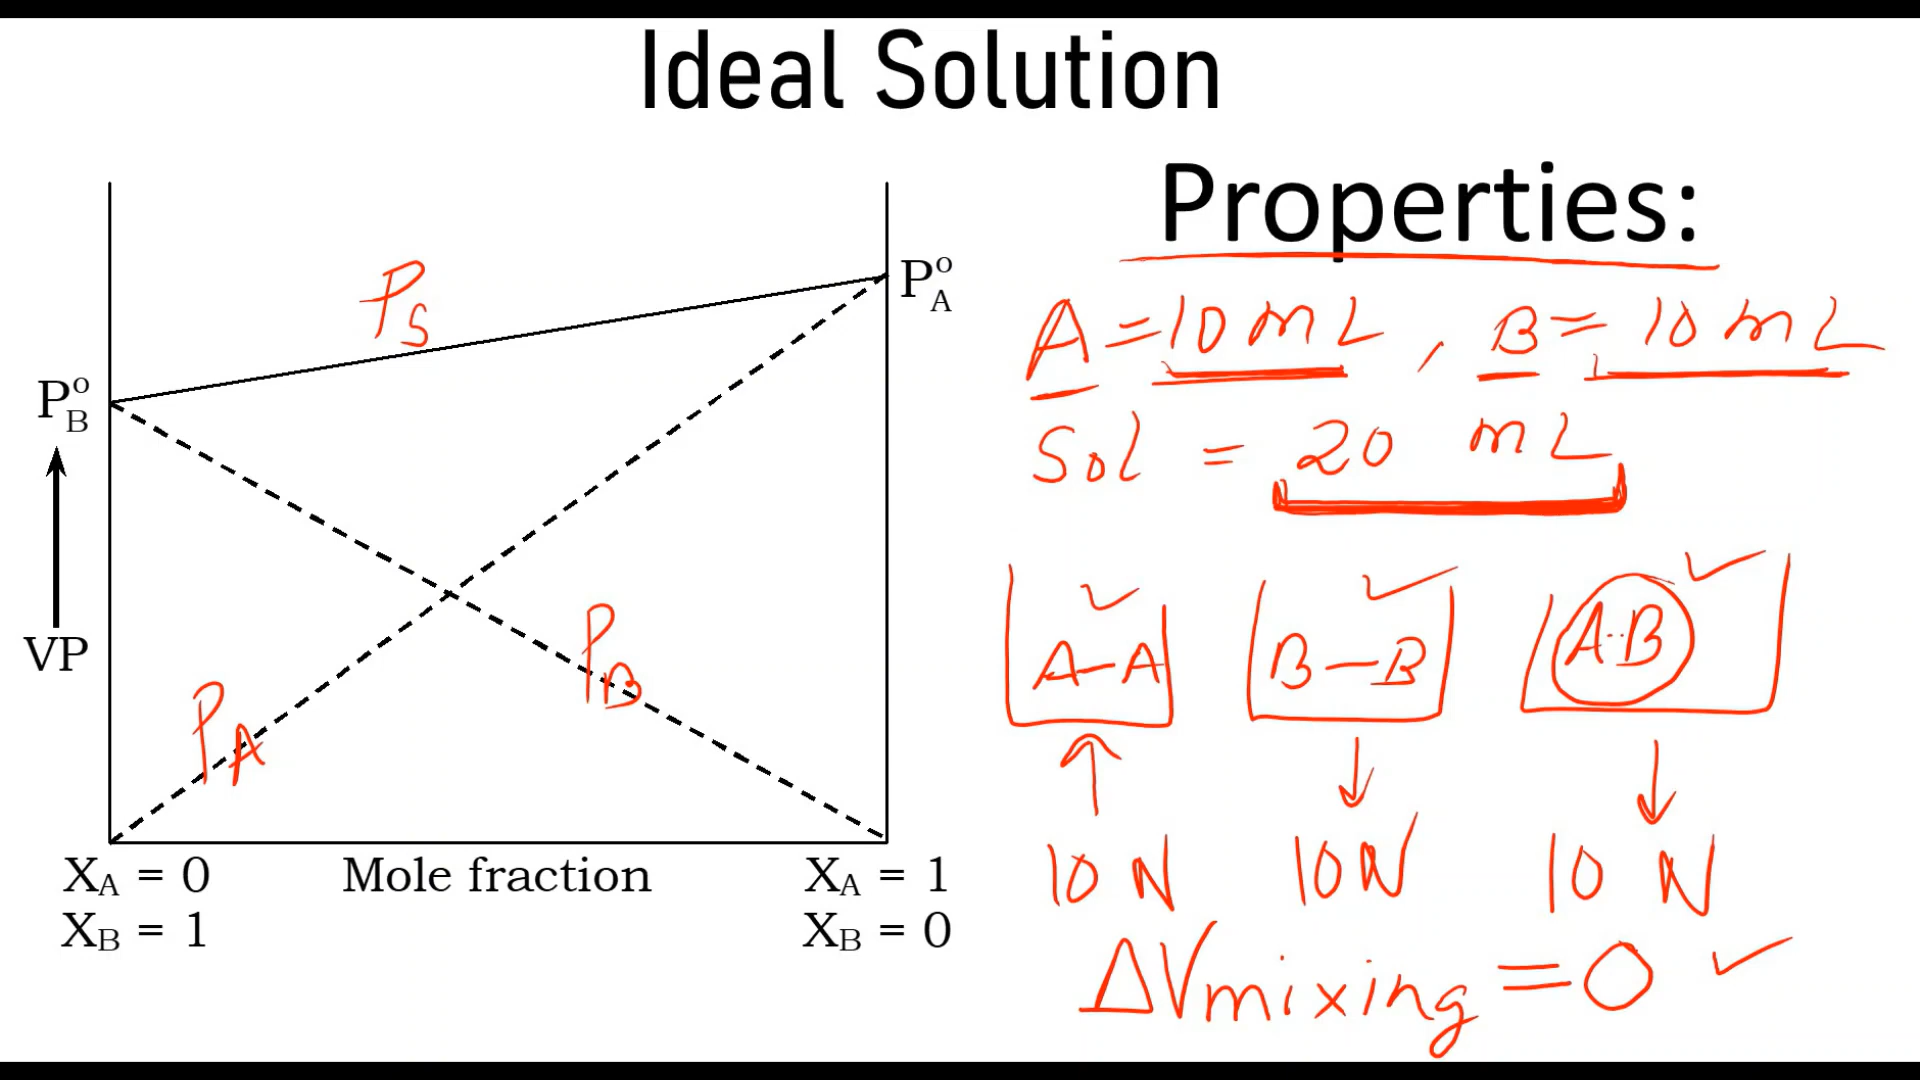 Ideal Solution
Properties:
A = 10 mL , B = 10 mL
Sol = 20 mL
A–A B–B A··B
10 N 10 N 10 N
ΔVmixing = 0
P°A
PS
P°B
VP
PA
PB
XA = 0 Mole fraction XA = 1
XB = 1 XB = 0